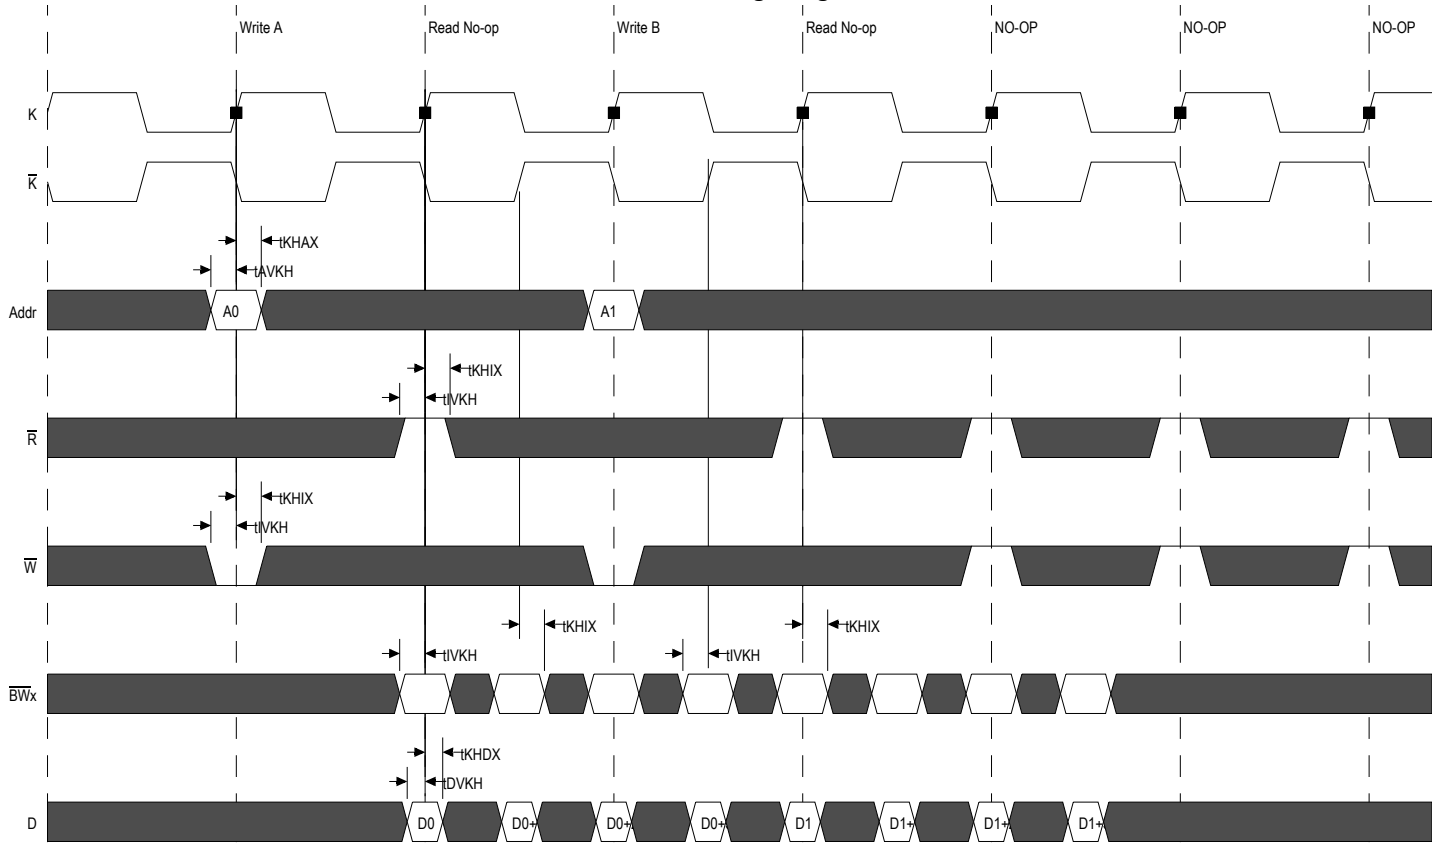 Write A Read No-op Write B Read No-op NO-OP NO-OP NO-OP
K
K̅
tKHAX
tAVKH
Addr A0 A1
tKHIX
tIVKH
R̅
tKHIX
tIVKH
W̅
tKHIX tKHIX
tIVKH tIVKH
B̅W̅x
tKHDX
tDVKH
D D0 D0+ D0+ D0+ D1 D1+ D1+ D1+